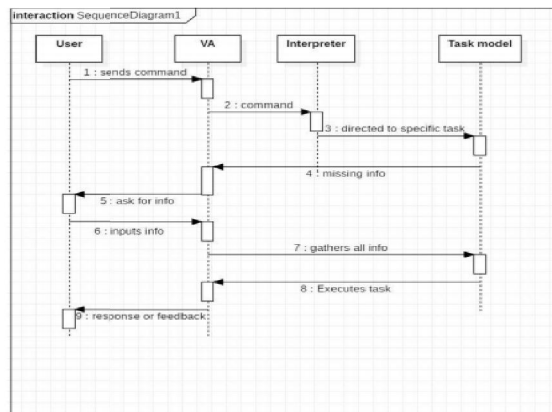 interaction SequenceDiagram1
User VA Interpreter Task model
1 : sends command
2 : command
3 : directed to specific task
4 : missing info
5 : ask for info
6 : inputs info
7 : gathers all info
8 : Executes task
9 : response or feedback